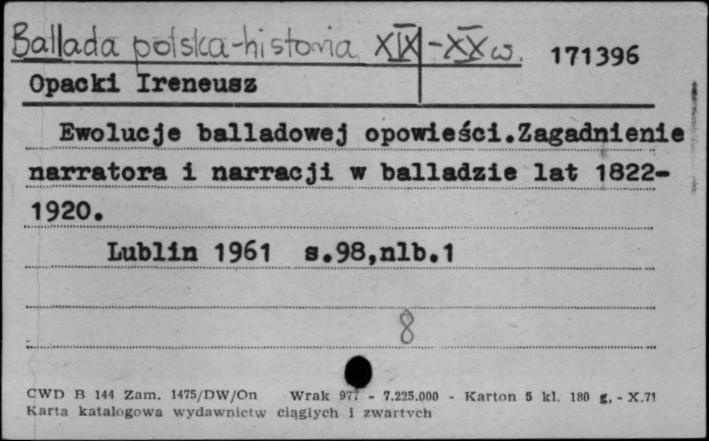 Ballada polska-historia XIX-XX w. 171396
Opacki Ireneusz
Ewolucje balladowej opowieści.Zagadnienie
narratora i narracji w balladzie lat 1822-
1920.
Lublin 1961 s.98,nlb.1
8
CWD B 144 Zam. 1475/DW/On Wrak 977 - 7.225.000 - Karton 5 kl. 180 g. - X.71
Karta katalogowa wydawnictw ciągłych i zwartych